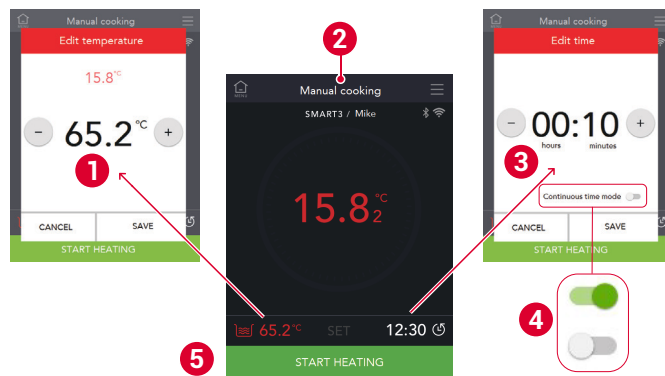 Manual cooking
Edit temperature
15.8°C
- 65.2°C +
1
CANCEL SAVE
START HEATING
2
MENU Manual cooking
SMART3 / Mike
15.8°C
2
65.2°C SET 12:30
5
START HEATING
Manual cooking
Edit time
- 00:10 +
hours minutes
3
Continuous time mode
CANCEL SAVE
START HEATING
4